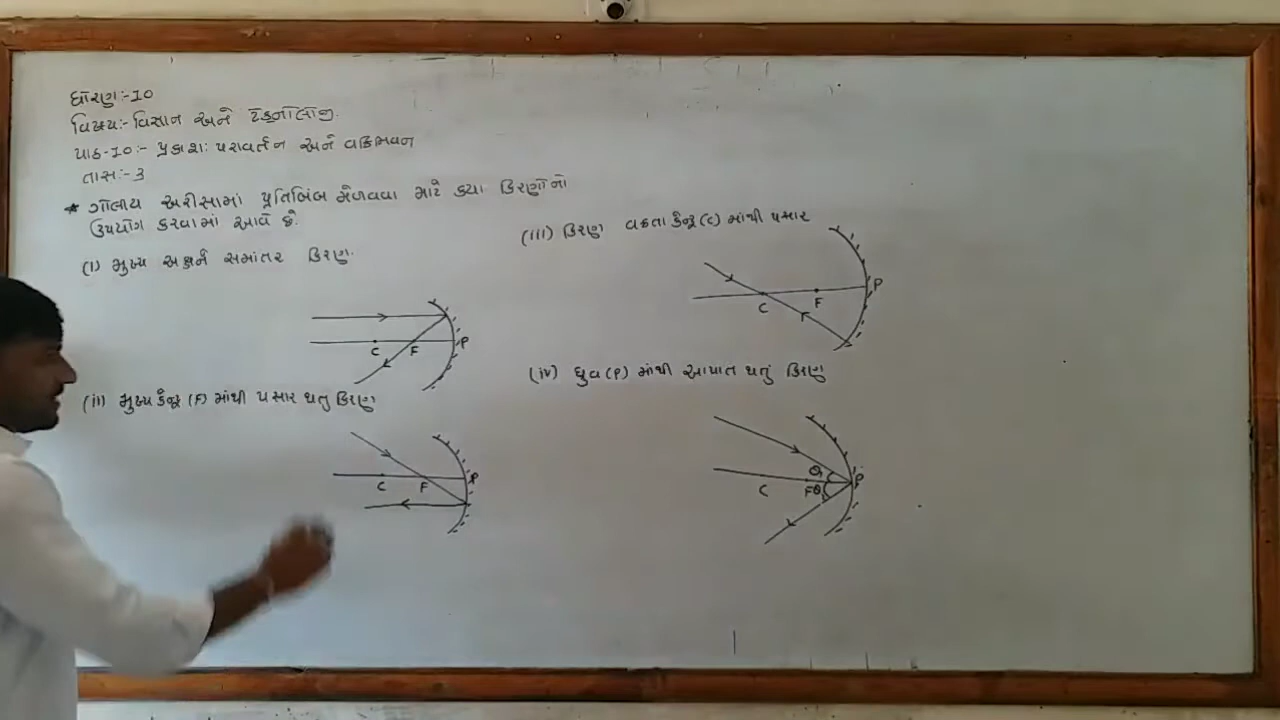 ધોરણ:-10
વિષય:- વિજ્ઞાન અને ટેકનોલોજી.
પાઠ-10:- પ્રકાશ: પરાવર્તન અને વક્રિભવન
તાસ:-3
* ગોલીય અરીસામાં પ્રતિબિંબ મેળવવા માટે ક્યા કિરણોનો
ઉપયોગ કરવામાં આવે છે.
(i) મુખ્ય અક્ષને સમાંતર કિરણ.
C F P
(ii) મુખ્યકેન્દ્ર (F) માંથી પસાર થતુ કિરણ
C F P
(iii) કિરણ વક્રતાકેન્દ્ર (C) માંથી પસાર
C F P
(iv) ધ્રુવ (P) માંથી આપાત થતું કિરણ
θ P
C F θ